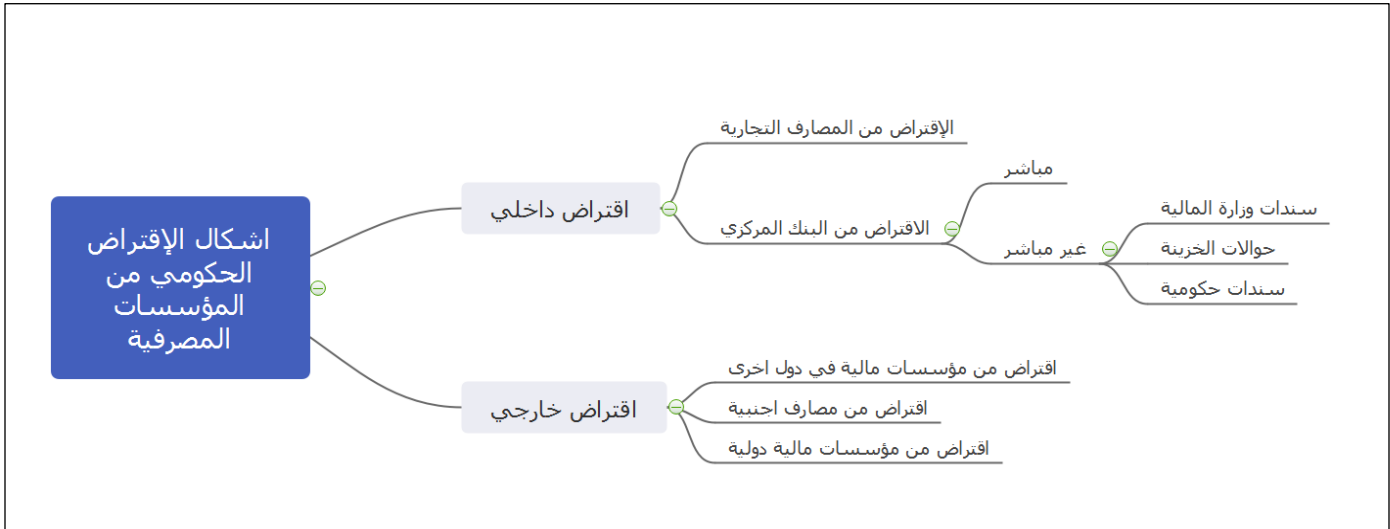 اشكال الإقتراض
الحكومي من
المؤسسات
المصرفية
اقتراض داخلي
الإقتراض من المصارف التجارية
الاقتراض من البنك المركزي
مباشر
غير مباشر
سندات وزارة المالية
حوالات الخزينة
سندات حكومية
اقتراض خارجي
اقتراض من مؤسسات مالية في دول اخرى
اقتراض من مصارف اجنبية
اقتراض من مؤسسات مالية دولية